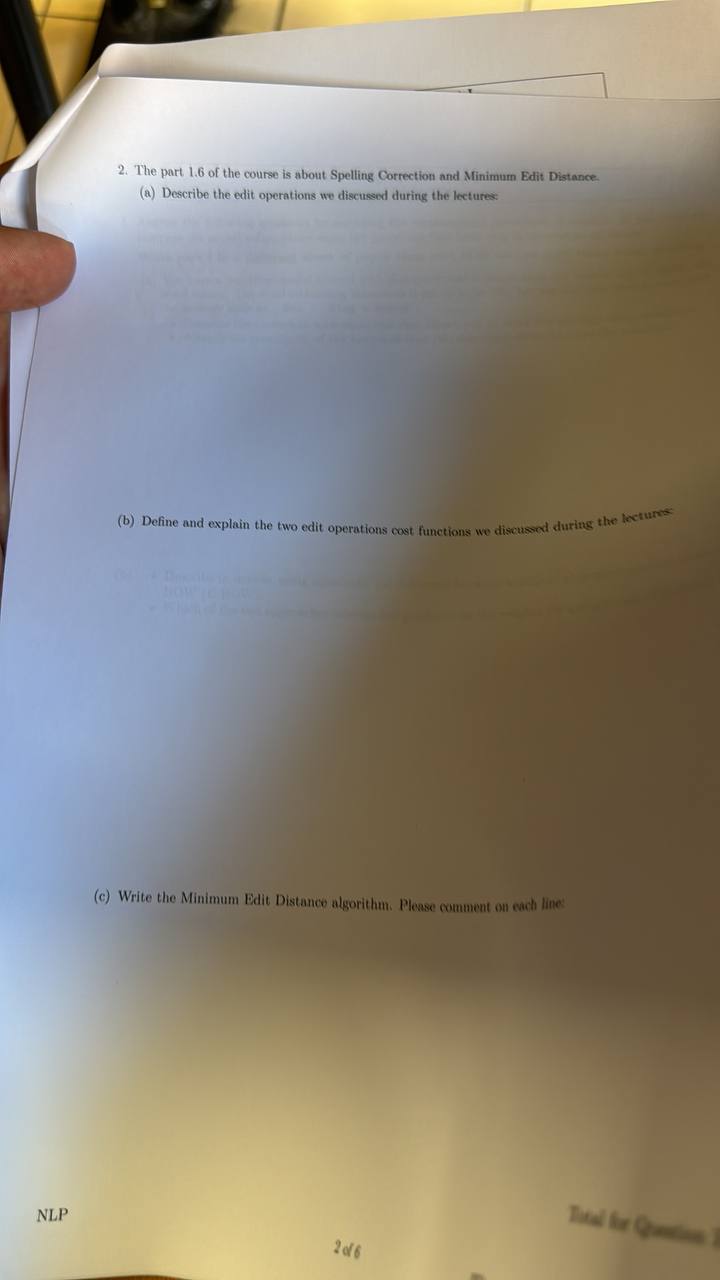 2. The part 1.6 of the course is about Spelling Correction and Minimum Edit Distance.
(a) Describe the edit operations we discussed during the lectures:
(b) Define and explain the two edit operations cost functions we discussed during the lectures:
(c) Write the Minimum Edit Distance algorithm. Please comment on each line:
NLP
Total for Question
2 of 6